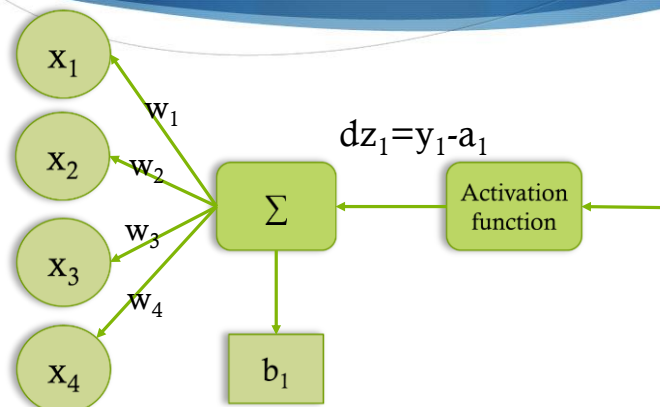 x₁
w₁
dz₁=y₁-a₁
x₂
w₂
∑
Activation
function
w₃
x₃
w₄
b₁
x₄